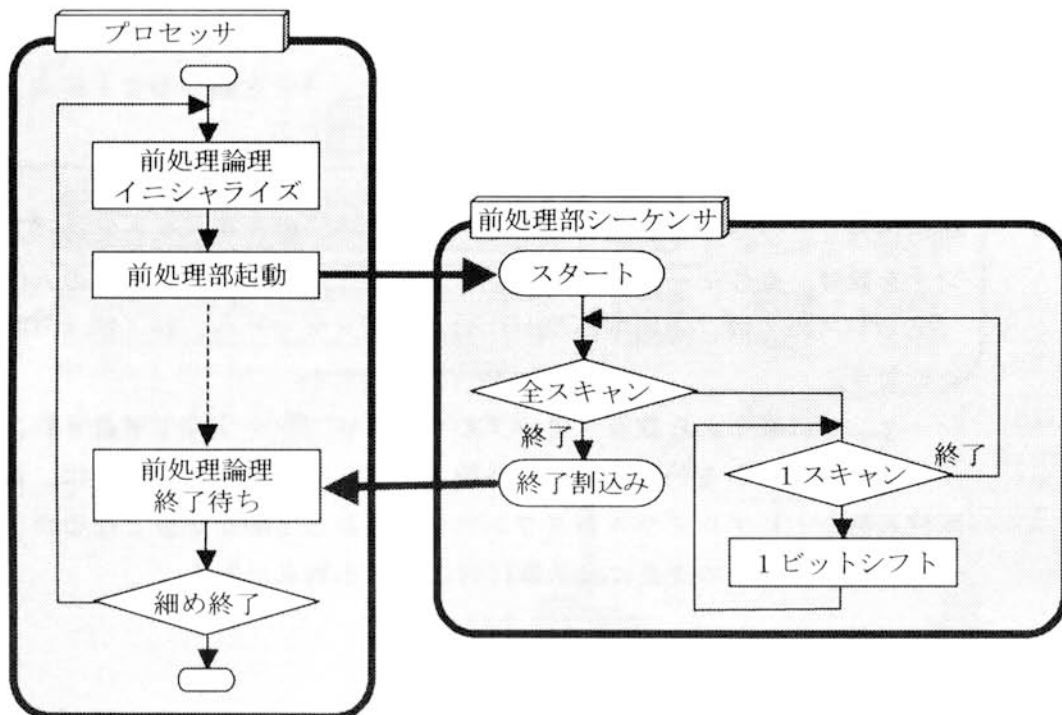 プロセッサ
前処理論理
イニシャライズ
前処理部起動
前処理論理
終了待ち
細め終了
前処理部シーケンサ
スタート
全スキャン
終了
終了割込み
1スキャン
終了
1ビットシフト